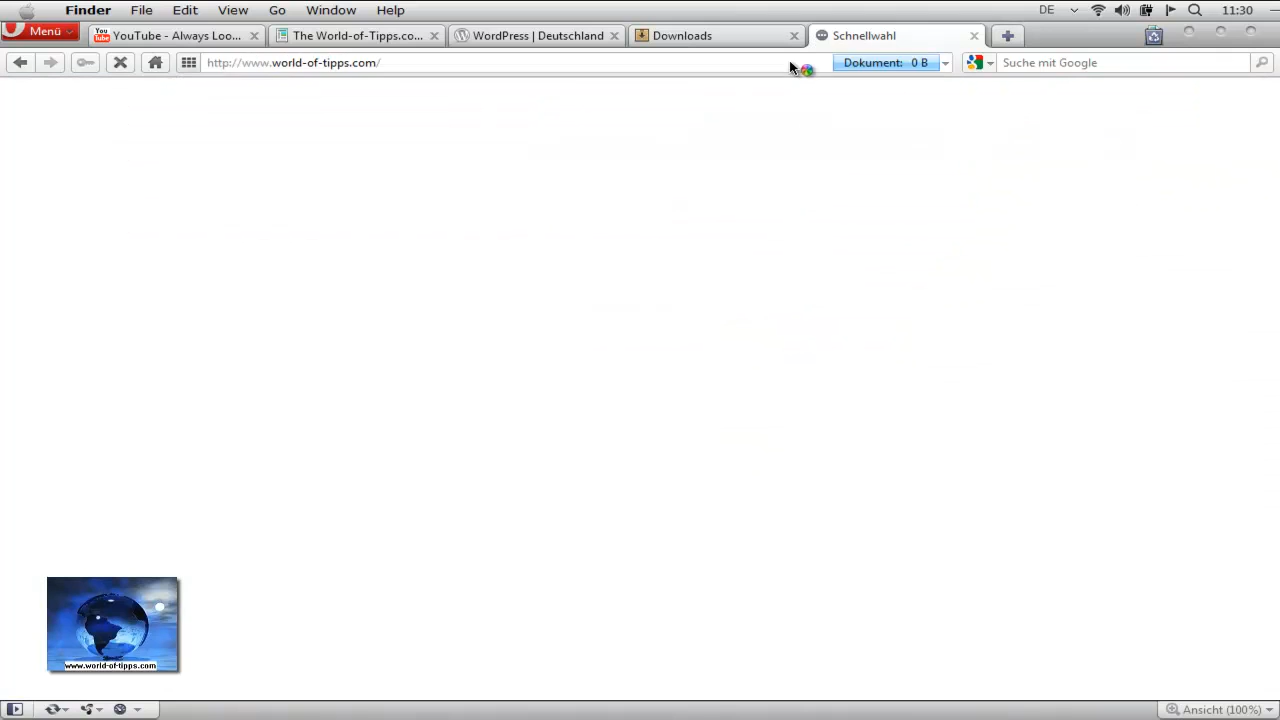 Finder File Edit View Go Window Help DE 11:30
Menü YouTube - Always Loo... The World-of-Tipps.co... WordPress | Deutschland Downloads Schnellwahl
http://www.world-of-tipps.com/ Dokument: 0 B Suche mit Google
www.world-of-tipps.com
Ansicht (100%)